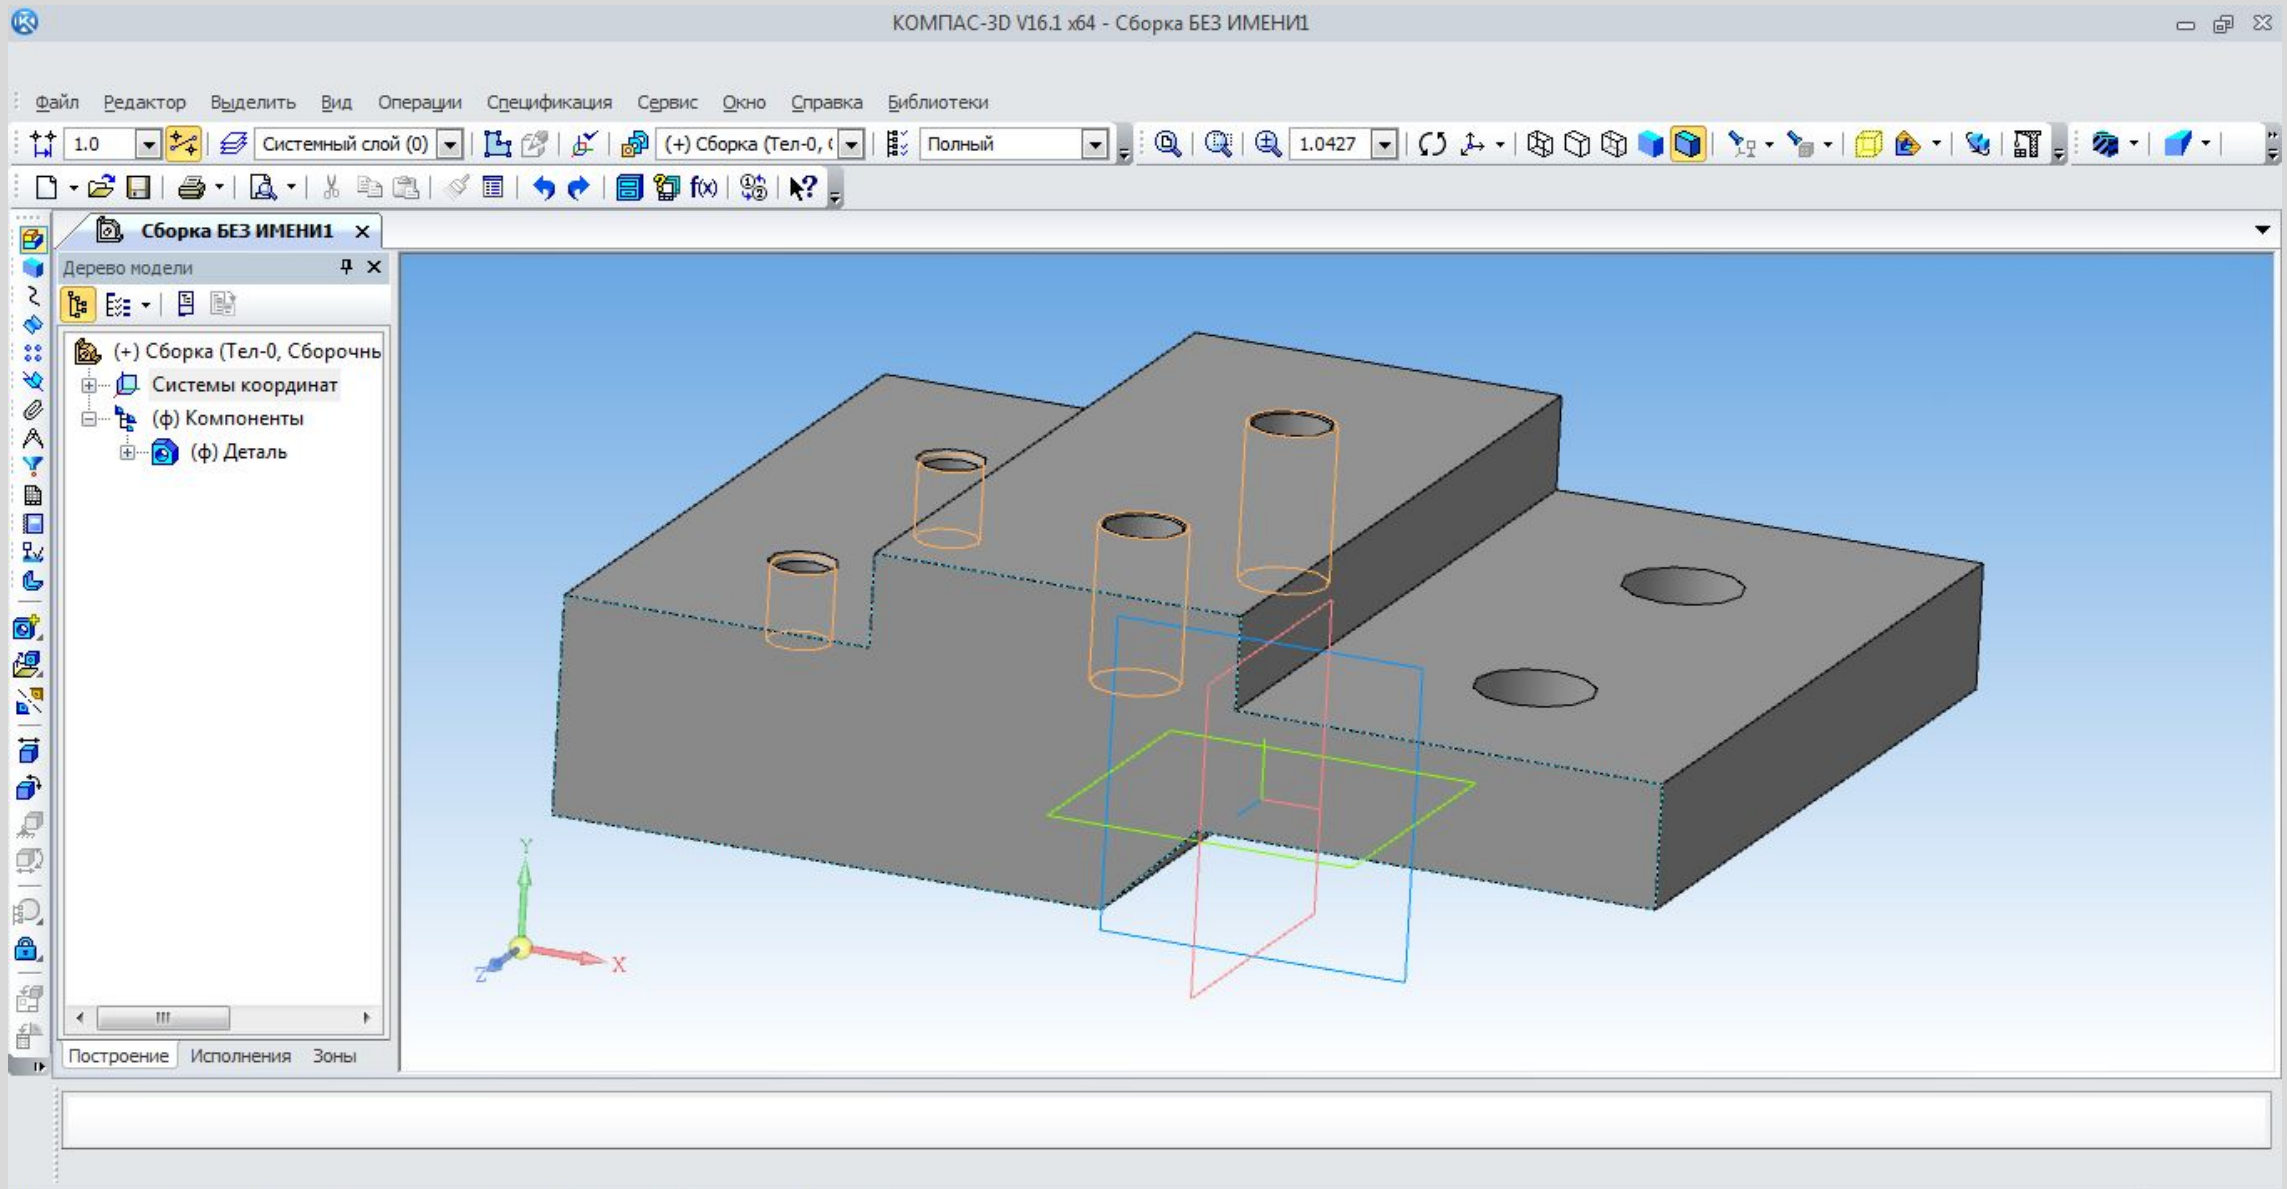 КОМПАС-3D V16.1 x64 - Сборка БЕЗ ИМЕНИ1
Файл Редактор Выделить Вид Операции Спецификация Сервис Окно Справка Библиотеки
1.0 Системный слой (0) (+) Сборка (Тел-0, Полный 1.0427
f(x)
Сборка БЕЗ ИМЕНИ1
Дерево модели
(+) Сборка (Тел-0, Сборочнь
Системы координат
(ф) Компоненты
(ф) Деталь
Y
X
Z
Построение Исполнения Зоны